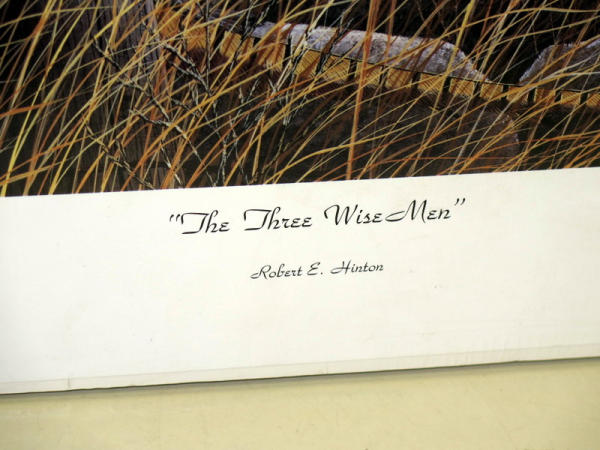 "The Three Wise Men"
Robert E. Hinton